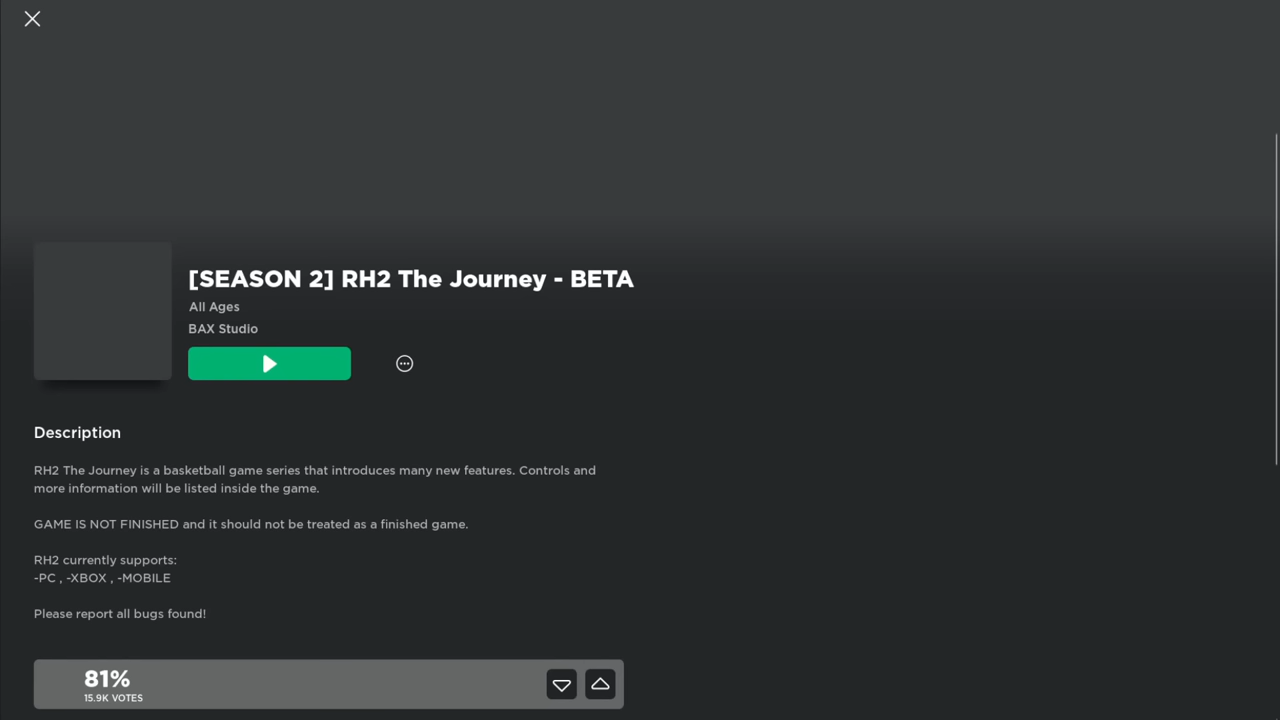 [SEASON 2] RH2 The Journey - BETA
All Ages
BAX Studio
Description
RH2 The Journey is a basketball game series that introduces many new features. Controls and
more information will be listed inside the game.
GAME IS NOT FINISHED and it should not be treated as a finished game.
RH2 currently supports:
-PC , -XBOX , -MOBILE
Please report all bugs found!
81%
15.9K VOTES